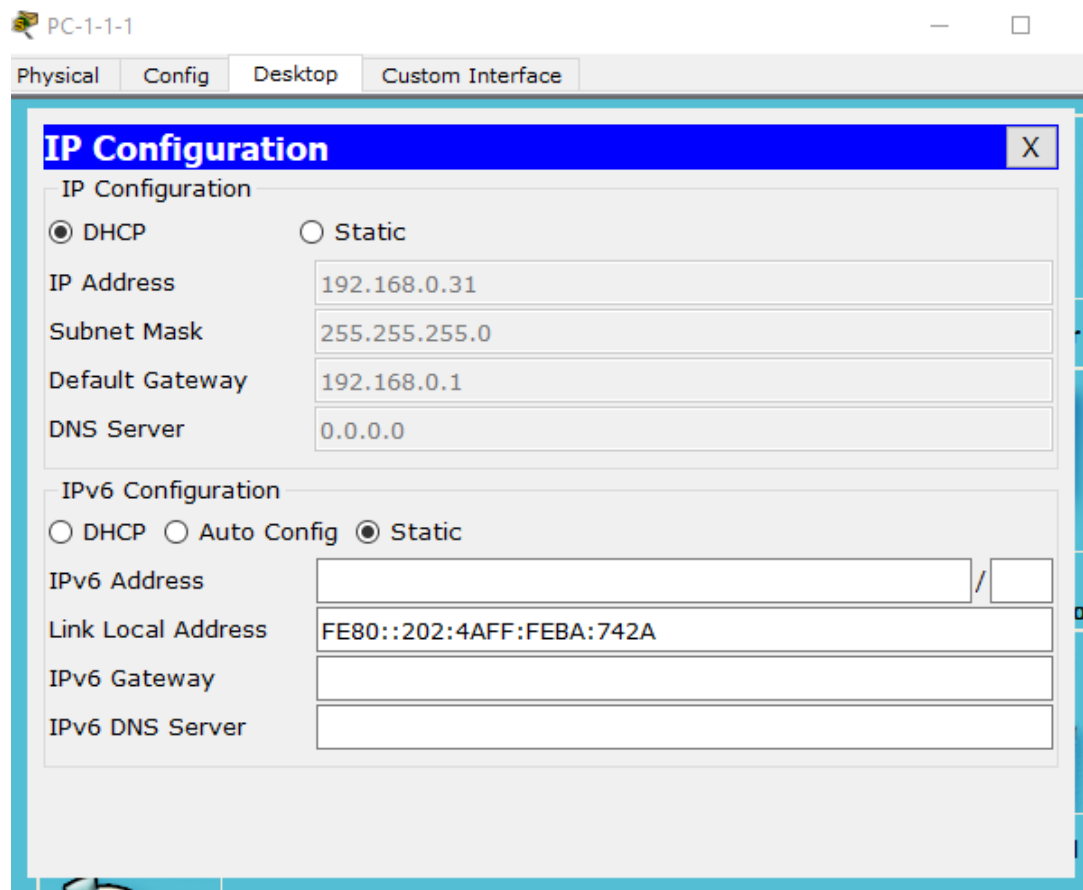 PC-1-1-1
Physical Config Desktop Custom Interface
IP Configuration X
IP Configuration
DHCP Static
IP Address 192.168.0.31
Subnet Mask 255.255.255.0
Default Gateway 192.168.0.1
DNS Server 0.0.0.0
IPv6 Configuration
DHCP Auto Config Static
IPv6 Address /
Link Local Address FE80::202:4AFF:FEBA:742A
IPv6 Gateway
IPv6 DNS Server